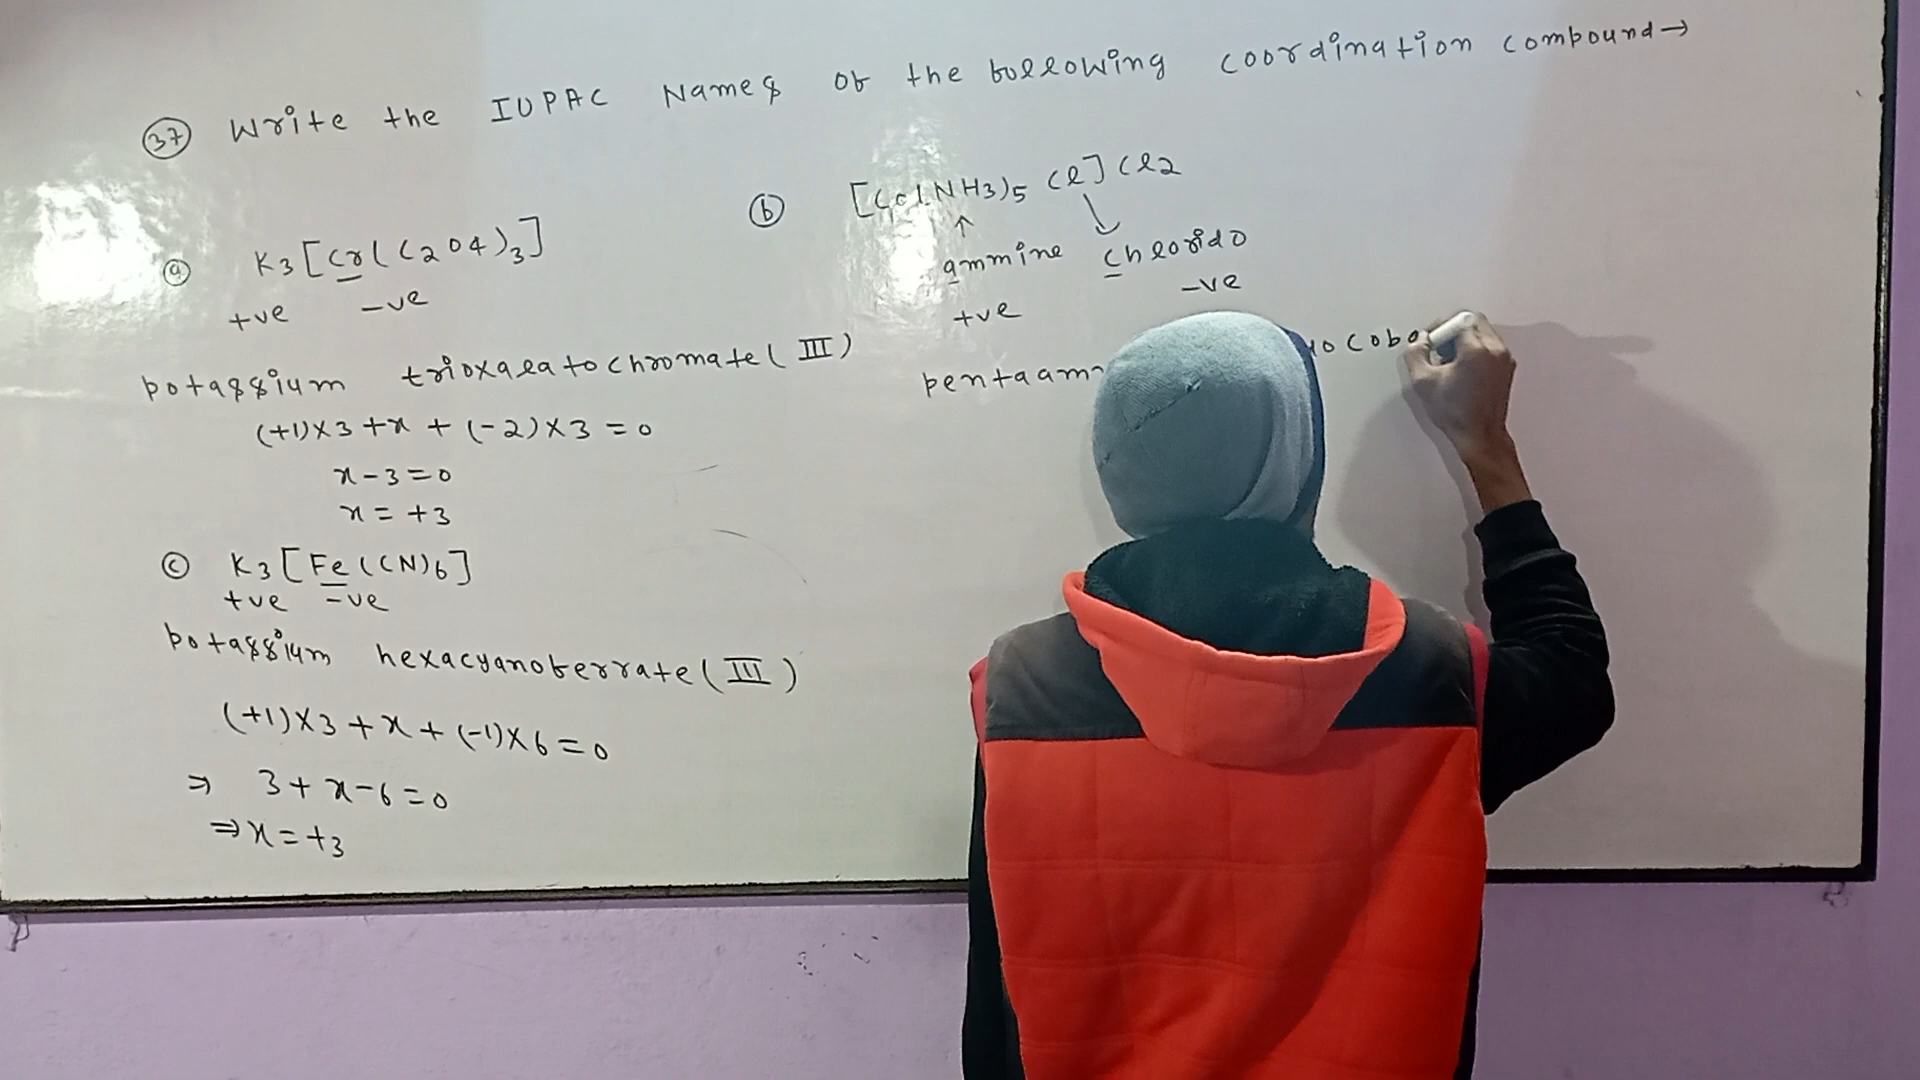 37 Write the IUPAC Names of the following coordination compound→
a K3[Cr(C2O4)3]
+ve -ve
potassium trioxalatochromate(III)
(+1)×3+x+(-2)×3=0
x-3=0
x=+3
c K3[Fe(CN)6]
+ve -ve
potassium hexacyanoferrate(III)
(+1)×3+x+(-1)×6=0
⇒ 3+x-6=0
⇒x=+3
b [Co(NH3)5 Cl]Cl2
ammine chlorido
+ve -ve